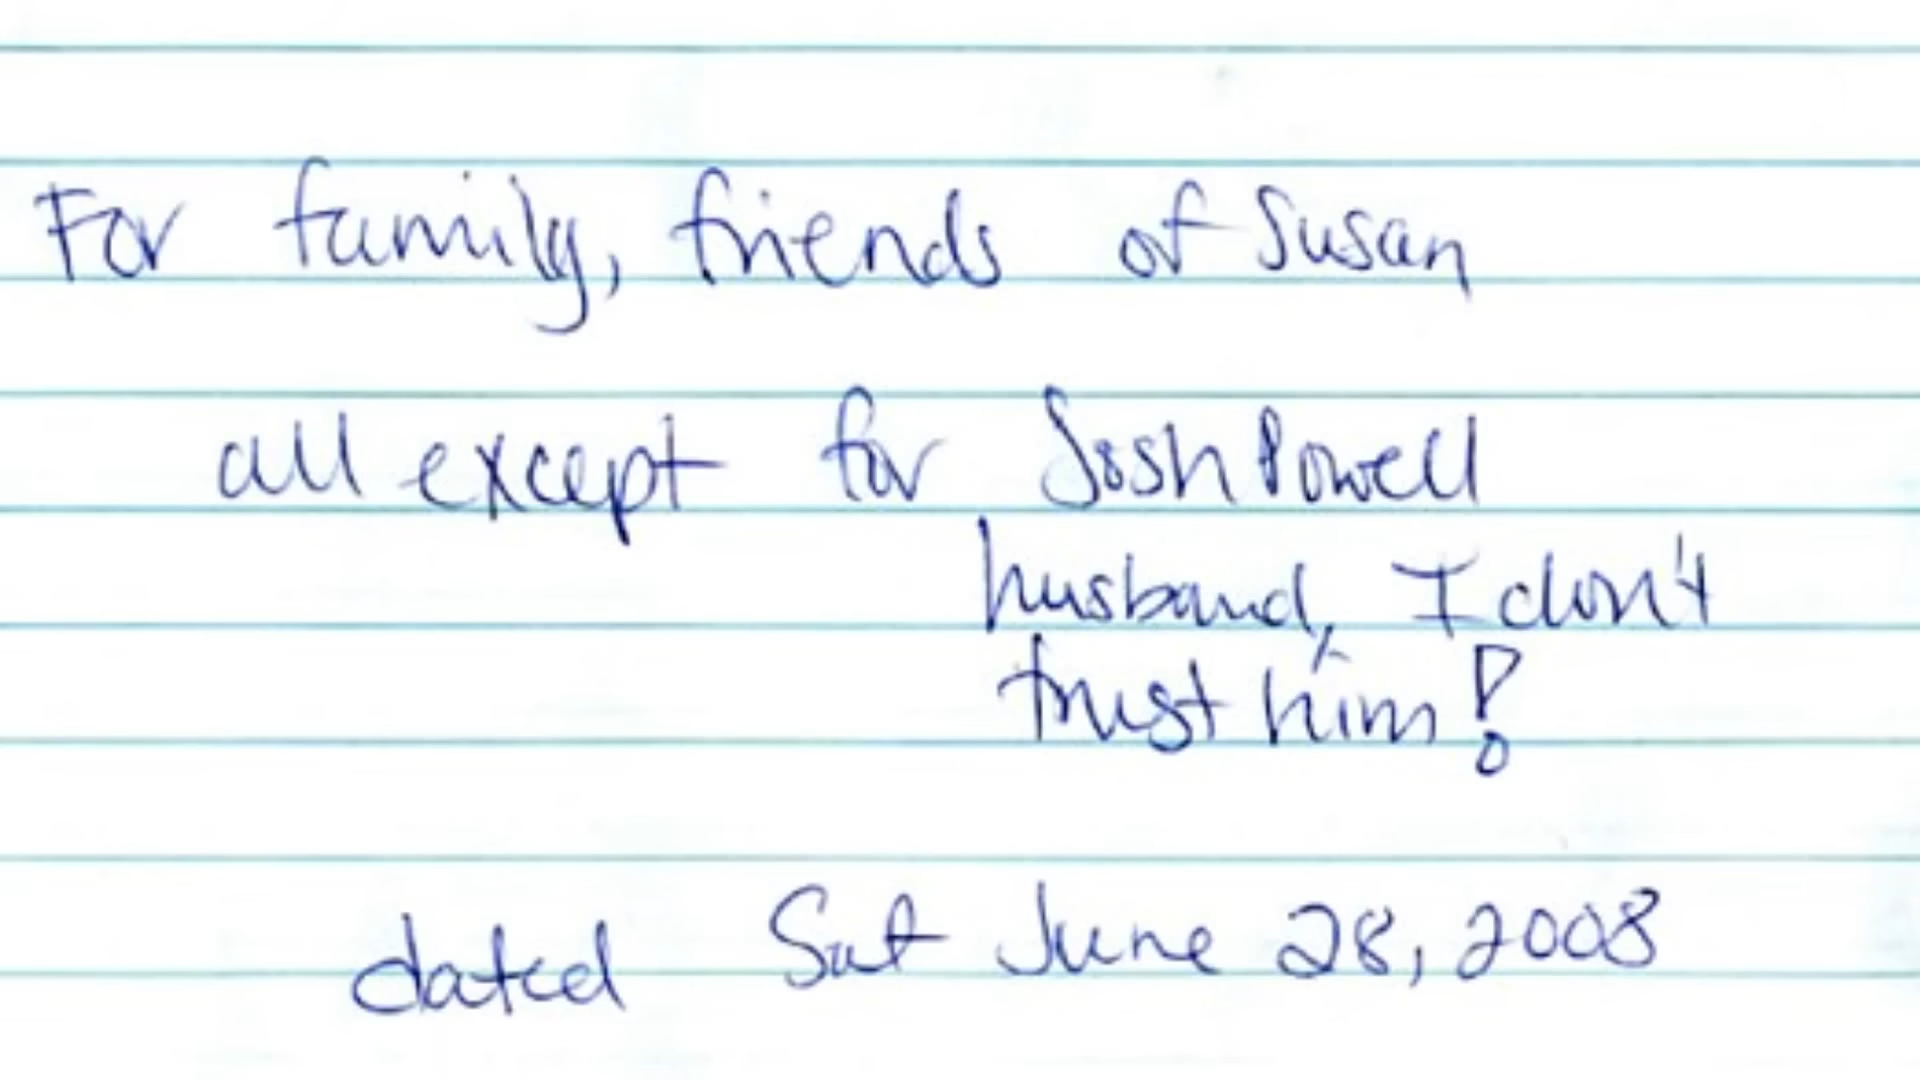 For family, friends of Susan
all except for Josh Powell
husband, I don't
trust him!
dated Sat June 28, 2008